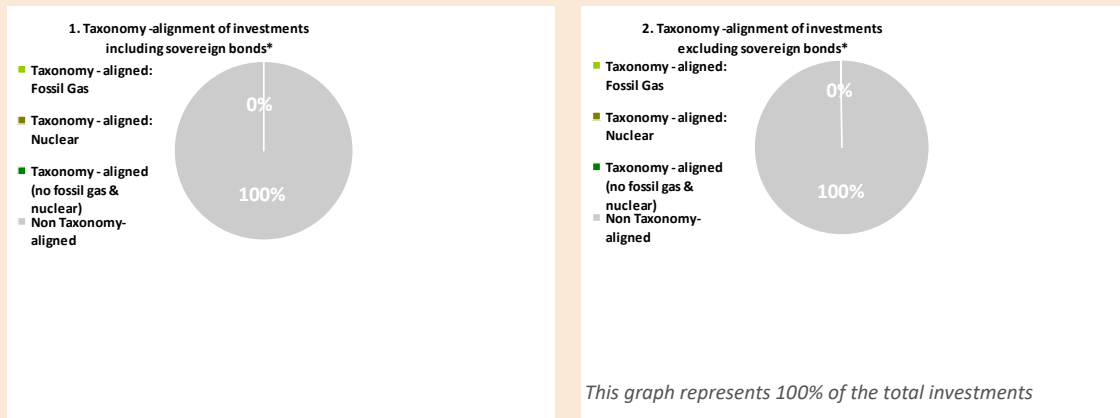 1. Taxonomy -alignment of investments
including sovereign bonds*
Taxonomy - aligned:
Fossil Gas
Taxonomy - aligned:
Nuclear
Taxonomy - aligned
(no fossil gas &
nuclear)
Non Taxonomy-
aligned
0%
100%
2. Taxonomy -alignment of investments
excluding sovereign bonds*
Taxonomy - aligned:
Fossil Gas
Taxonomy - aligned:
Nuclear
Taxonomy - aligned
(no fossil gas &
nuclear)
Non Taxonomy-
aligned
0%
100%
This graph represents 100% of the total investments